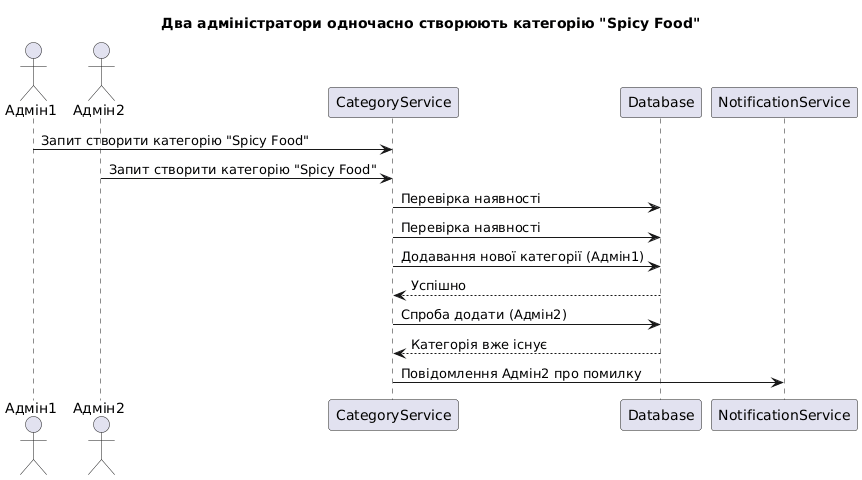 Два адміністратори одночасно створюють категорію "Spicy Food"
Адмін1 Адмін2 CategoryService Database NotificationService
Запит створити категорію "Spicy Food"
Запит створити категорію "Spicy Food"
Перевірка наявності
Перевірка наявності
Додавання нової категорії (Адмін1)
Успішно
Спроба додати (Адмін2)
Категорія вже існує
Повідомлення Адмін2 про помилку
Адмін1 Адмін2 CategoryService Database NotificationService